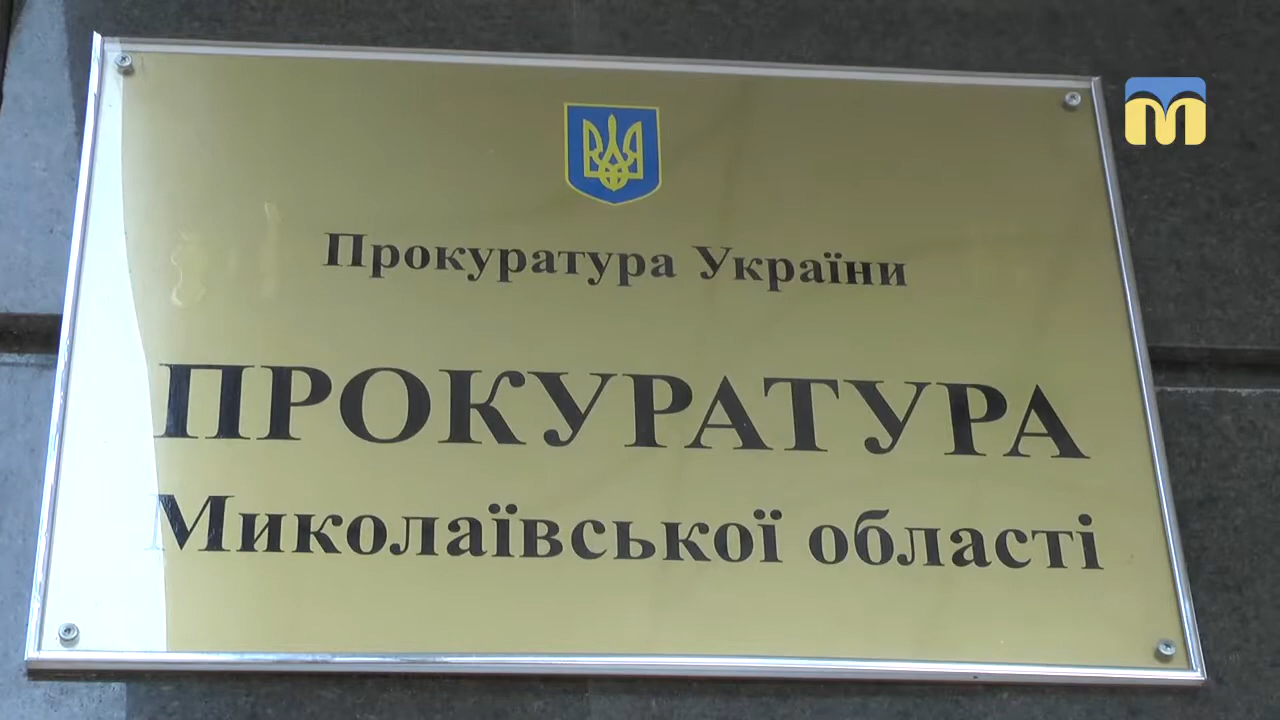 Прокуратура України
ПРОКУРАТУРА
Миколаївської області